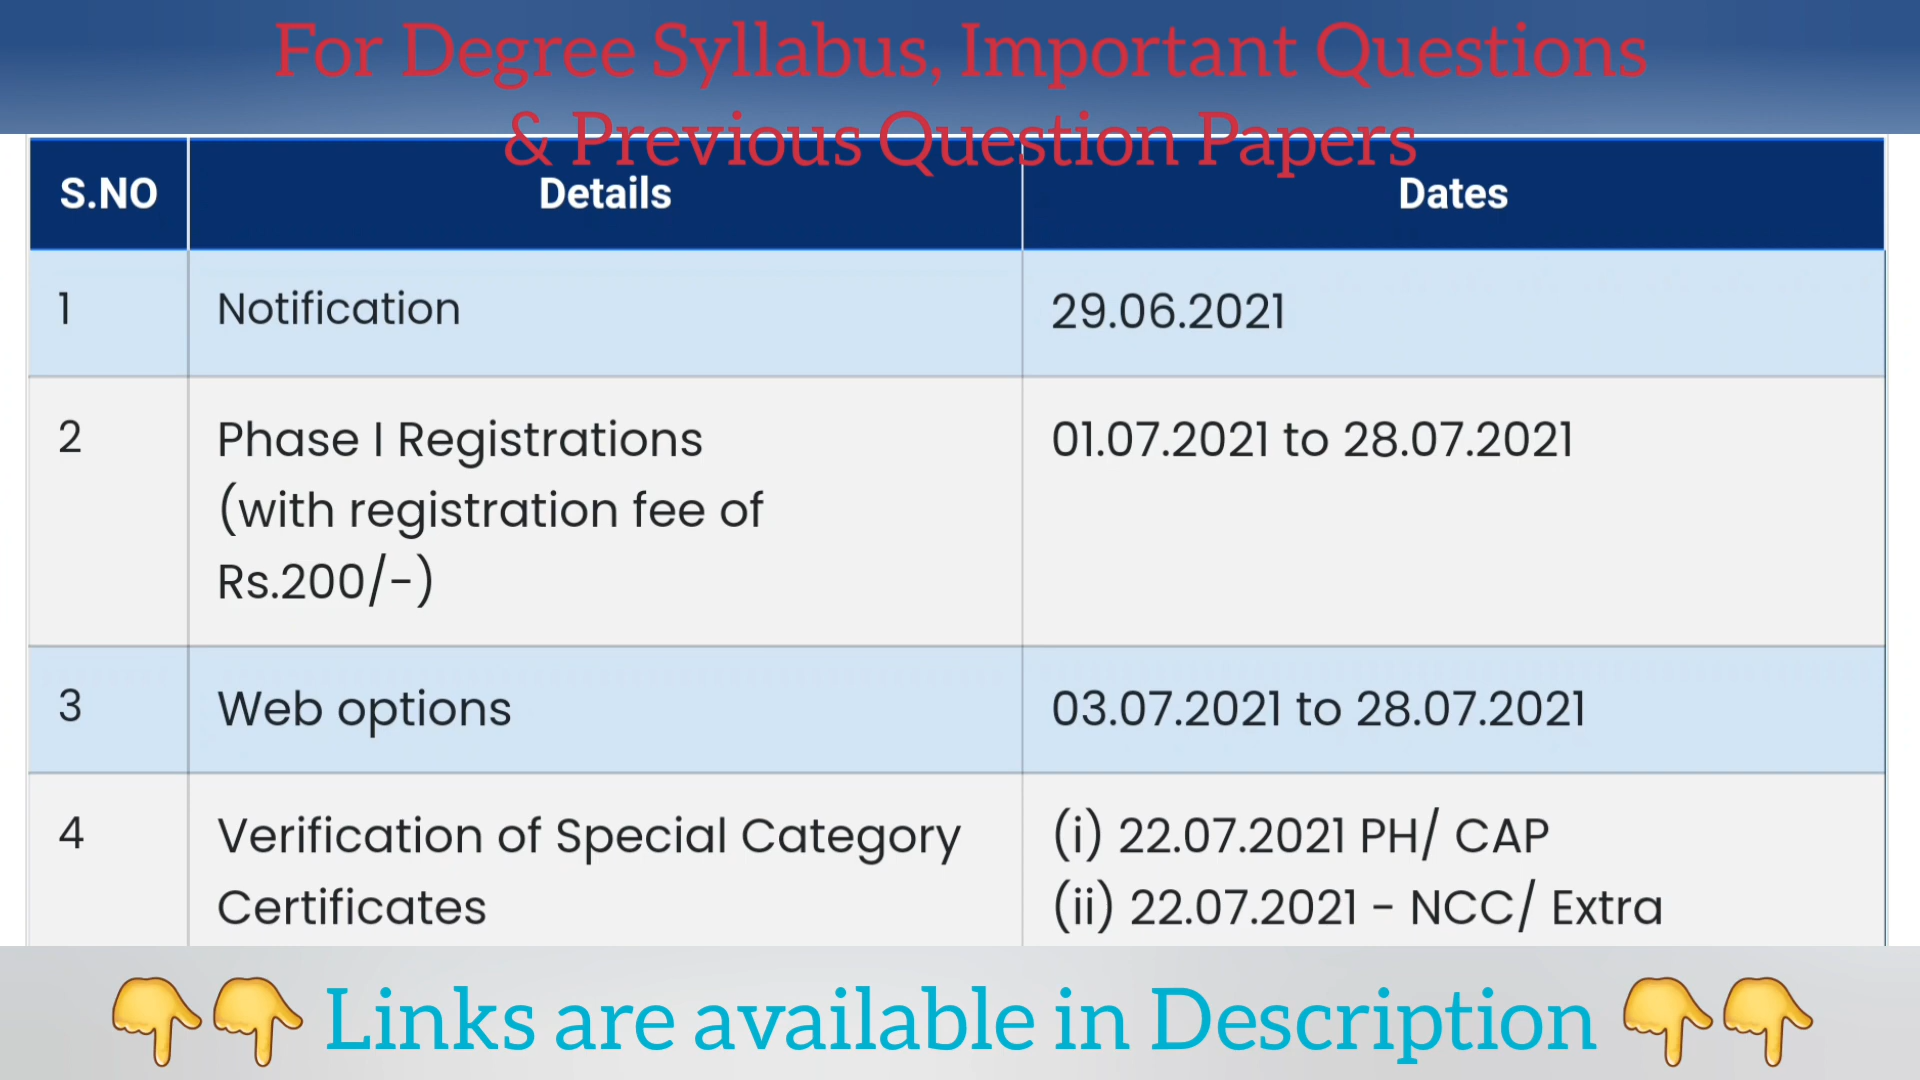 For Degree Syllabus, Important Questions
& Previous Question Papers
S.NO Details Dates
1 Notification 29.06.2021
2 Phase I Registrations 01.07.2021 to 28.07.2021
(with registration fee of
Rs.200/-)
3 Web options 03.07.2021 to 28.07.2021
4 Verification of Special Category (i) 22.07.2021 PH/ CAP
Certificates (ii) 22.07.2021 - NCC/ Extra
👇👇 Links are available in Description 👇👇